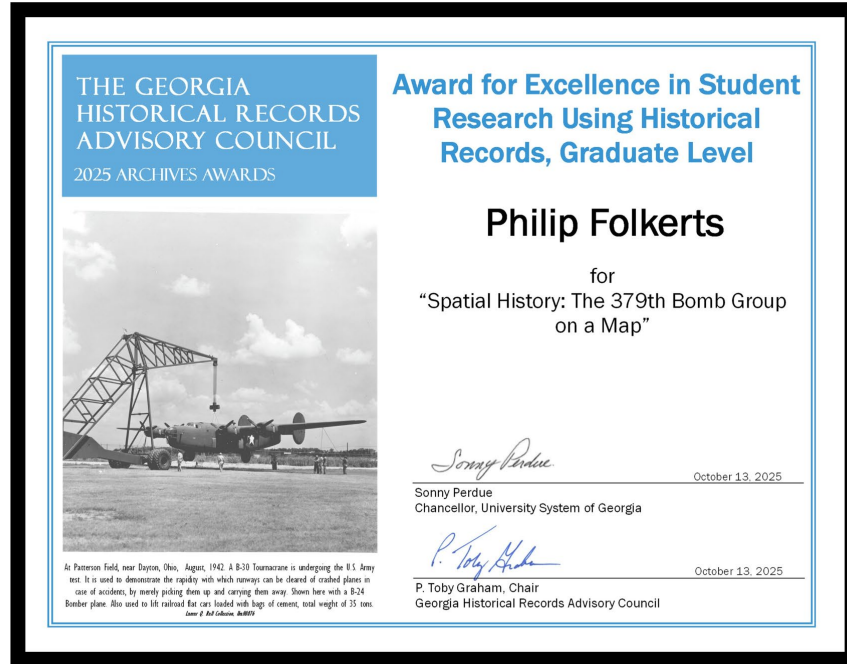 THE GEORGIA
HISTORICAL RECORDS
ADVISORY COUNCIL
2025 ARCHIVES AWARDS
Award for Excellence in Student
Research Using Historical
Records, Graduate Level
Philip Folkerts
for
“Spatial History: The 379th Bomb Group
on a Map”
Sonny Perdue
October 13, 2025
Sonny Perdue
Chancellor, University System of Georgia
P. Toby Graham
October 13, 2025
P. Toby Graham, Chair
Georgia Historical Records Advisory Council
At Patterson Field, near Dayton, Ohio, August, 1942. A B-30 Tournacrane is undergoing the U.S. Army
test. It is used to demonstrate the rapidity with which runways can be cleared of crashed planes in
case of accidents, by merely picking them up and carrying them away. Shown here with a B-24
Bomber plane. Also used to lift railroad flat cars loaded with bags of cement, total weight of 35 tons.